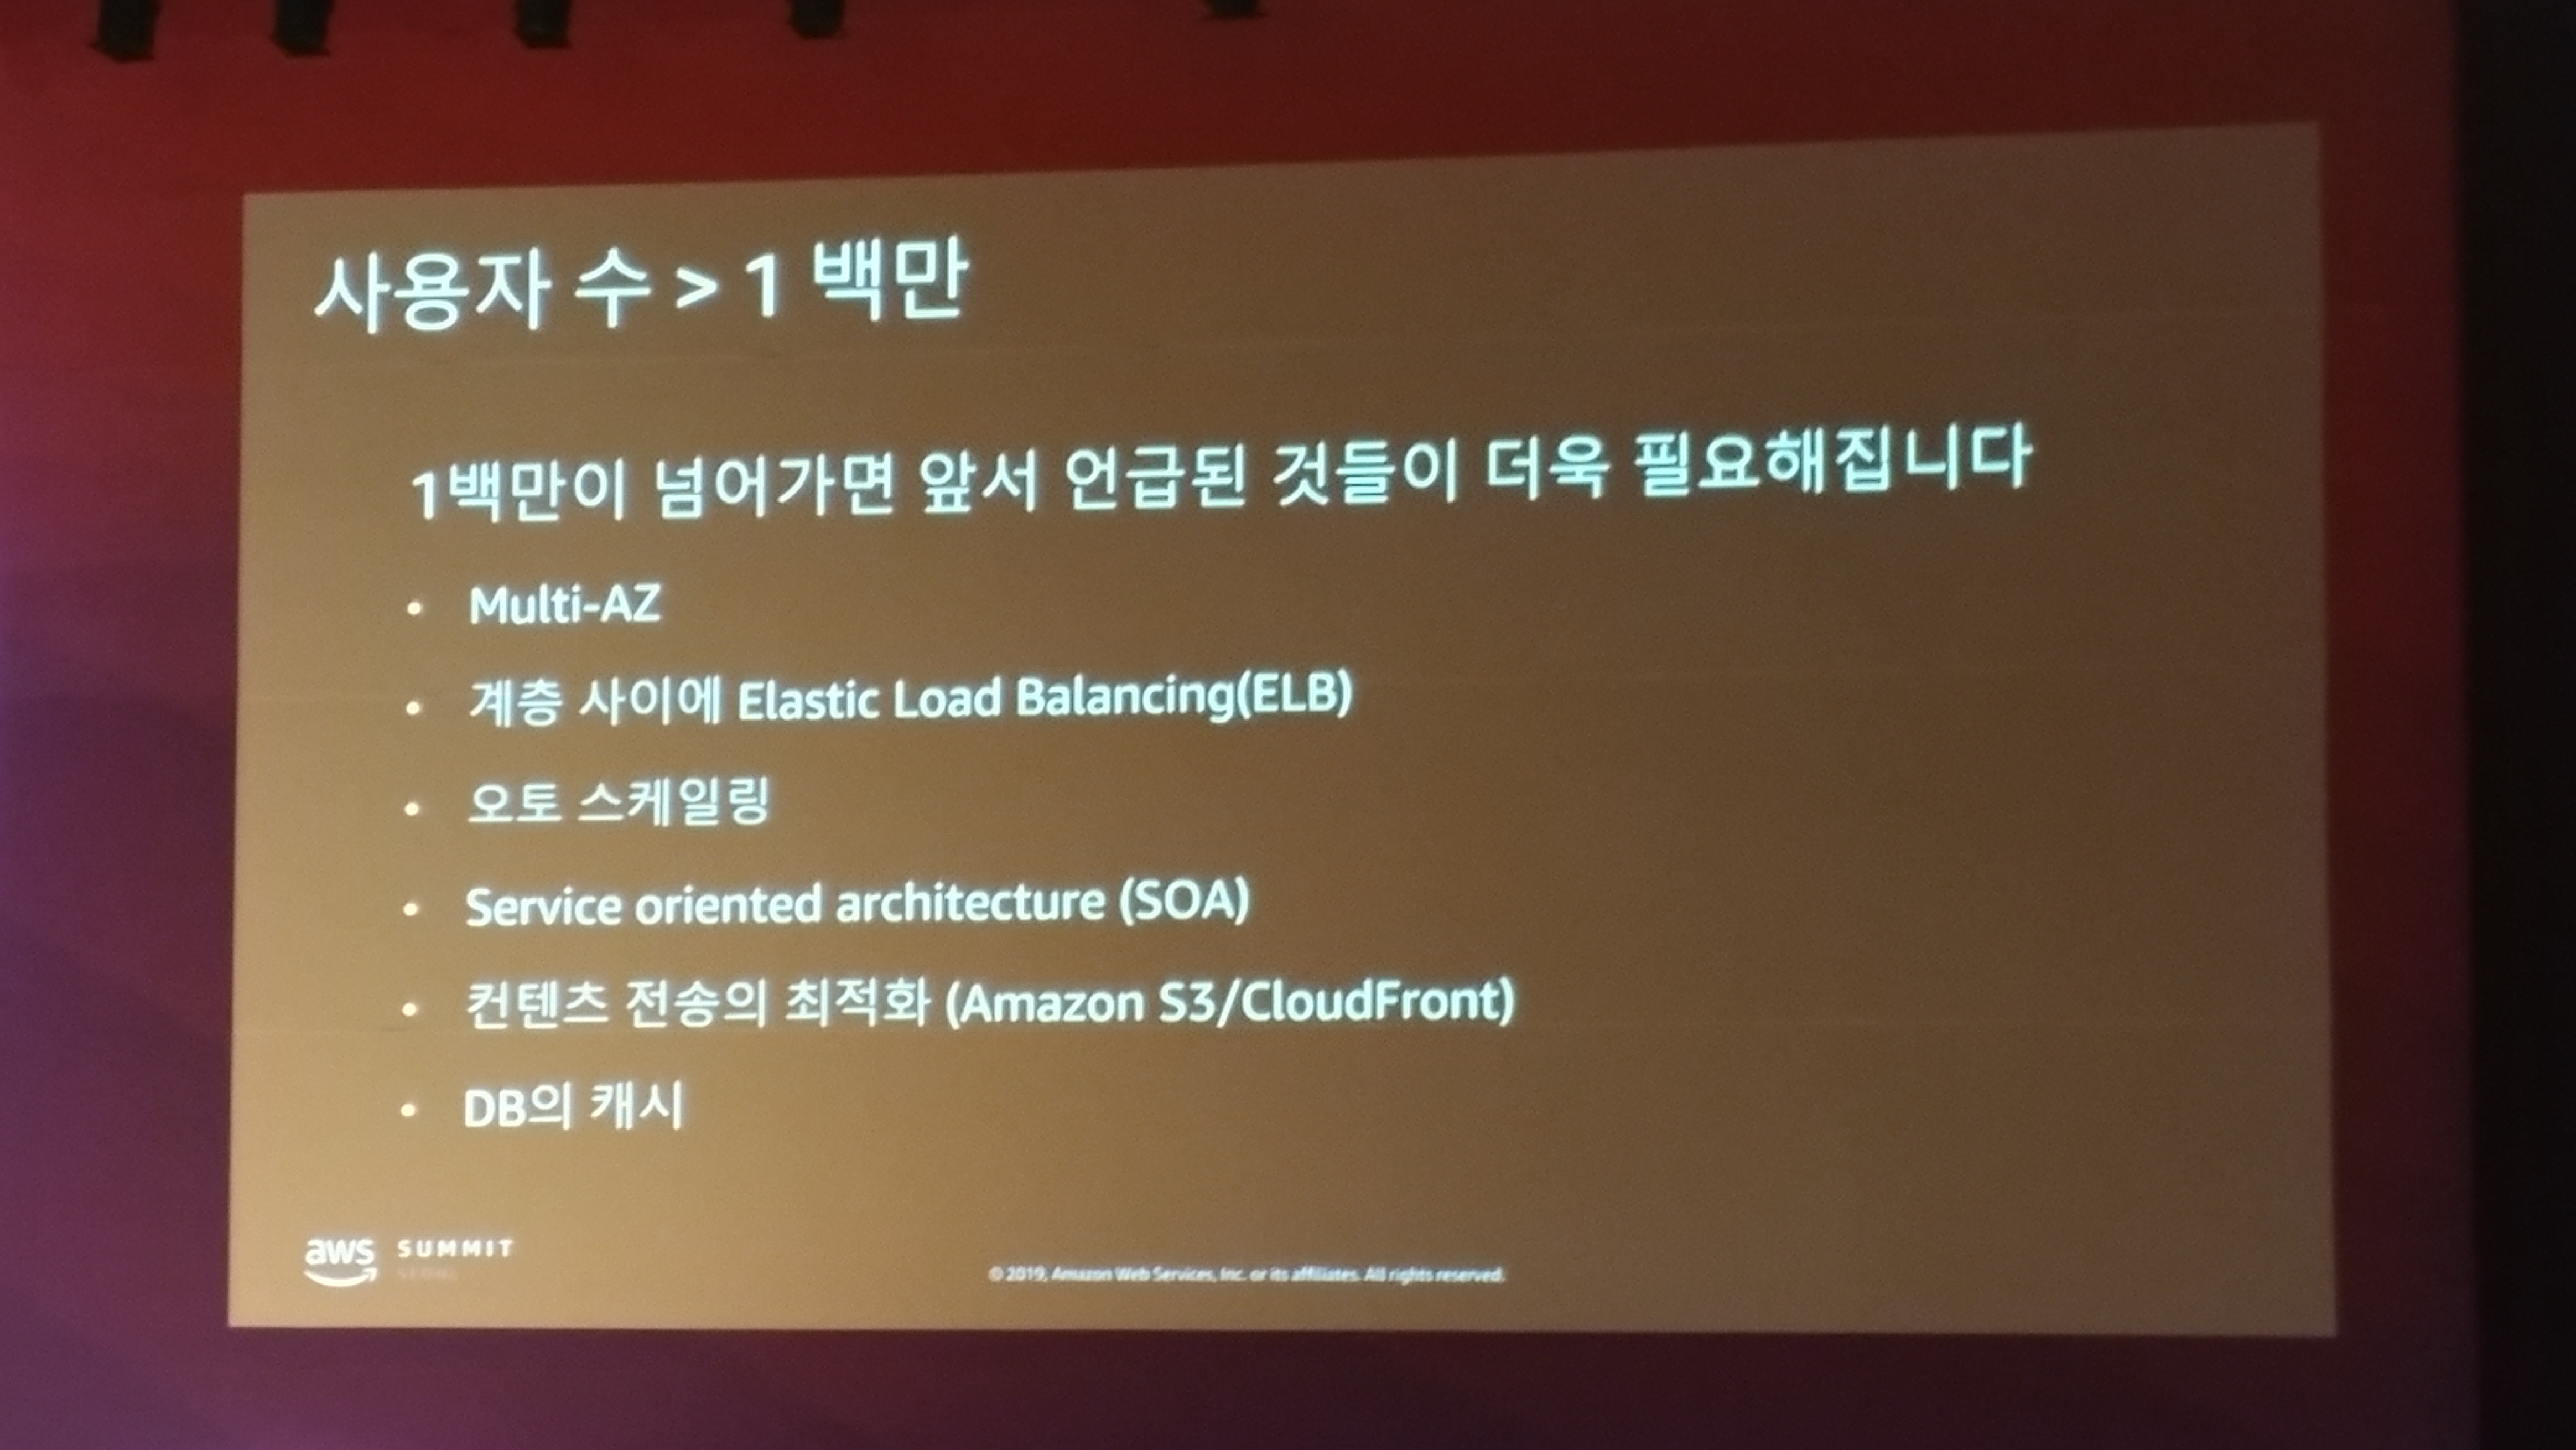 사용자 수 > 1 백만
1백만이 넘어가면 앞서 언급된 것들이 더욱 필요해집니다
• Multi-AZ
• 계층 사이에 Elastic Load Balancing(ELB)
• 오토 스케일링
• Service oriented architecture (SOA)
• 컨텐츠 전송의 최적화 (Amazon S3/CloudFront)
• DB의 캐시
aws SUMMIT
© 2019, Amazon Web Services, Inc. or its affiliates. All rights reserved.